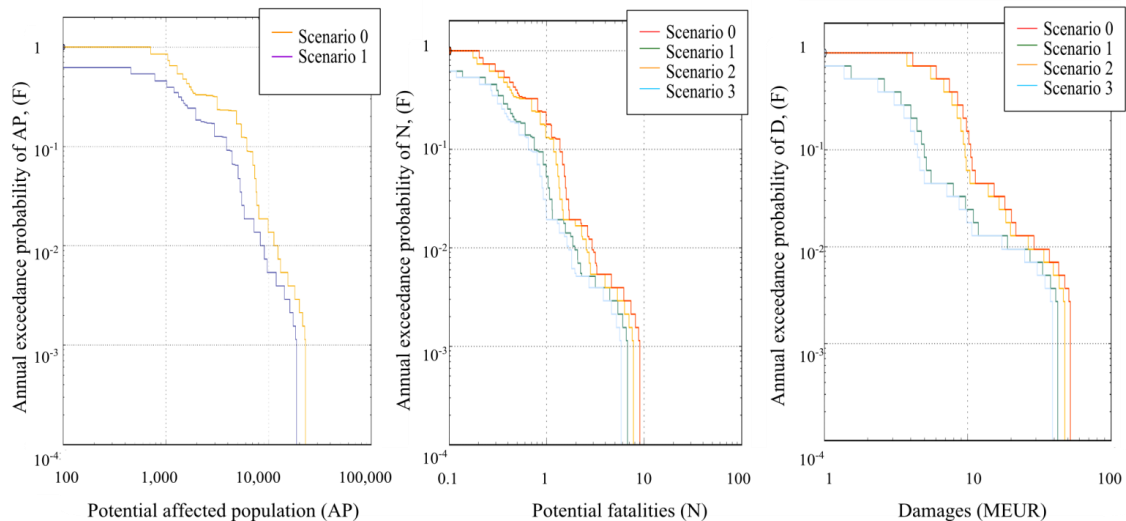 Annual exceedance probability of AP, (F)
1
10-1
10-2
10-3
10-4
100
1,000
10,000
100,000
Potential affected population (AP)
Scenario 0
Scenario 1
Annual exceedance probability of N, (F)
1
10-1
10-2
10-3
10-4
0.1
1
10
100
Potential fatalities (N)
Scenario 0
Scenario 1
Scenario 2
Scenario 3
Annual exceedance probability of D, (F)
1
10-1
10-2
10-3
10-4
1
10
100
Damages (MEUR)
Scenario 0
Scenario 1
Scenario 2
Scenario 3